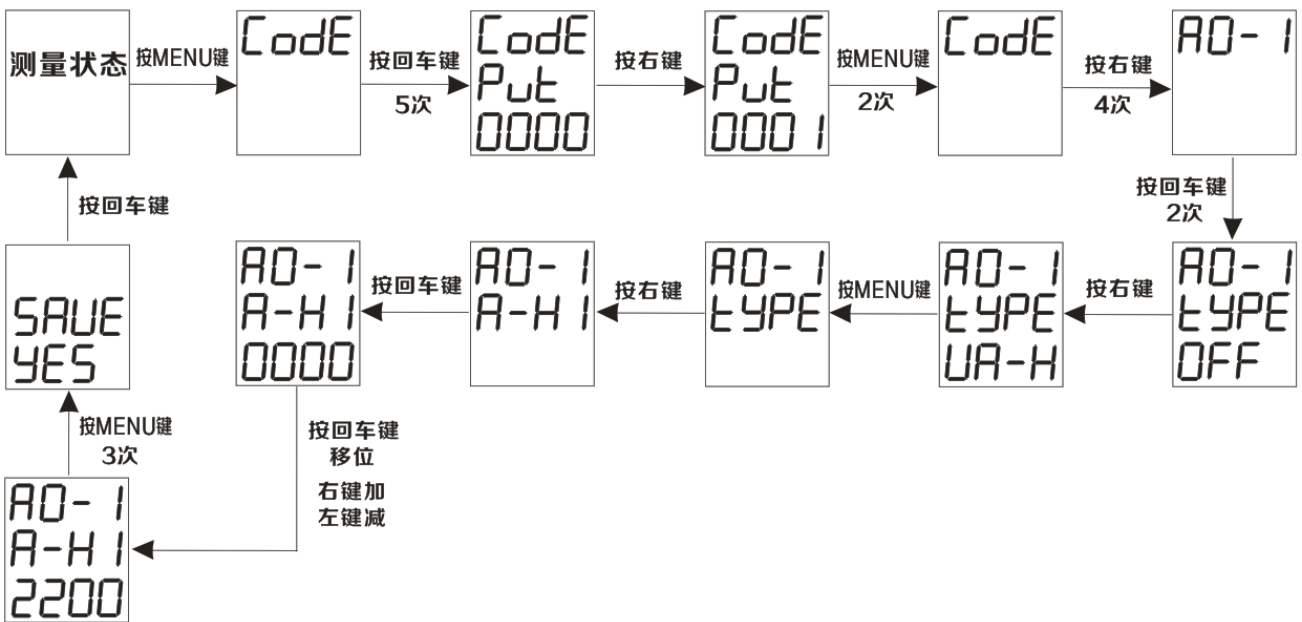 测量状态
按MENU键
CodE
按回车键
5次
CodE
Put
0000
按右键
CodE
Put
0001
按MENU键
2次
CodE
按右键
4次
AO-1
按回车键
2次
AO-1
tYPE
OFF
按右键
AO-1
tYPE
UA-H
按MENU键
AO-1
tYPE
按右键
AO-1
A-H1
按回车键
AO-1
A-H1
0000
按回车键
移位
右键加
左键减
AO-1
A-H1
2200
按MENU键
3次
SAVE
YES
按回车键